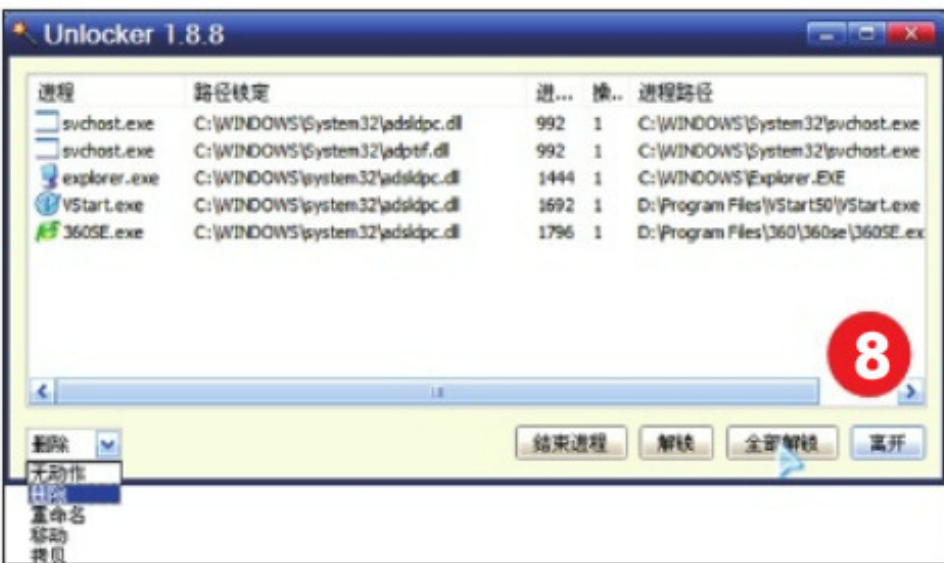 Unlocker 1.8.8
进程 路径锁定 进... 操.. 进程路径
svchost.exe C:\WINDOWS\System32\adsldpc.dll 992 1 C:\WINDOWS\System32\svchost.exe
svchost.exe C:\WINDOWS\System32\adptif.dll 992 1 C:\WINDOWS\System32\svchost.exe
explorer.exe C:\WINDOWS\system32\adsldpc.dll 1444 1 C:\WINDOWS\Explorer.EXE
VStart.exe C:\WINDOWS\system32\adsldpc.dll 1692 1 D:\Program Files\VStart50\VStart.exe
360SE.exe C:\WINDOWS\system32\adsldpc.dll 1796 1 D:\Program Files\360\360se\360SE.ex
8
删除 结束进程 解锁 全部解锁 离开
无动作
删除
重命名
移动
拷贝